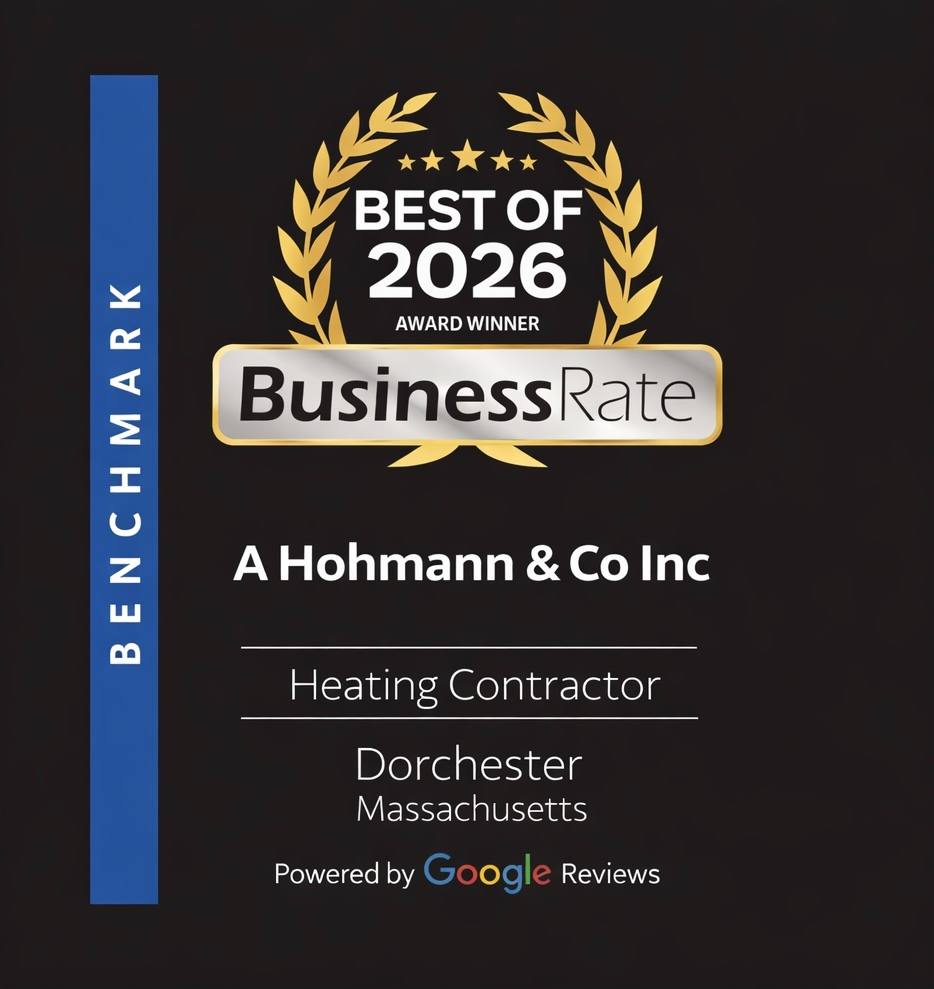 BENCHMARK
BEST OF
2026
AWARD WINNER
BusinessRate
A Hohmann & Co Inc
Heating Contractor
Dorchester
Massachusetts
Powered by Google Reviews